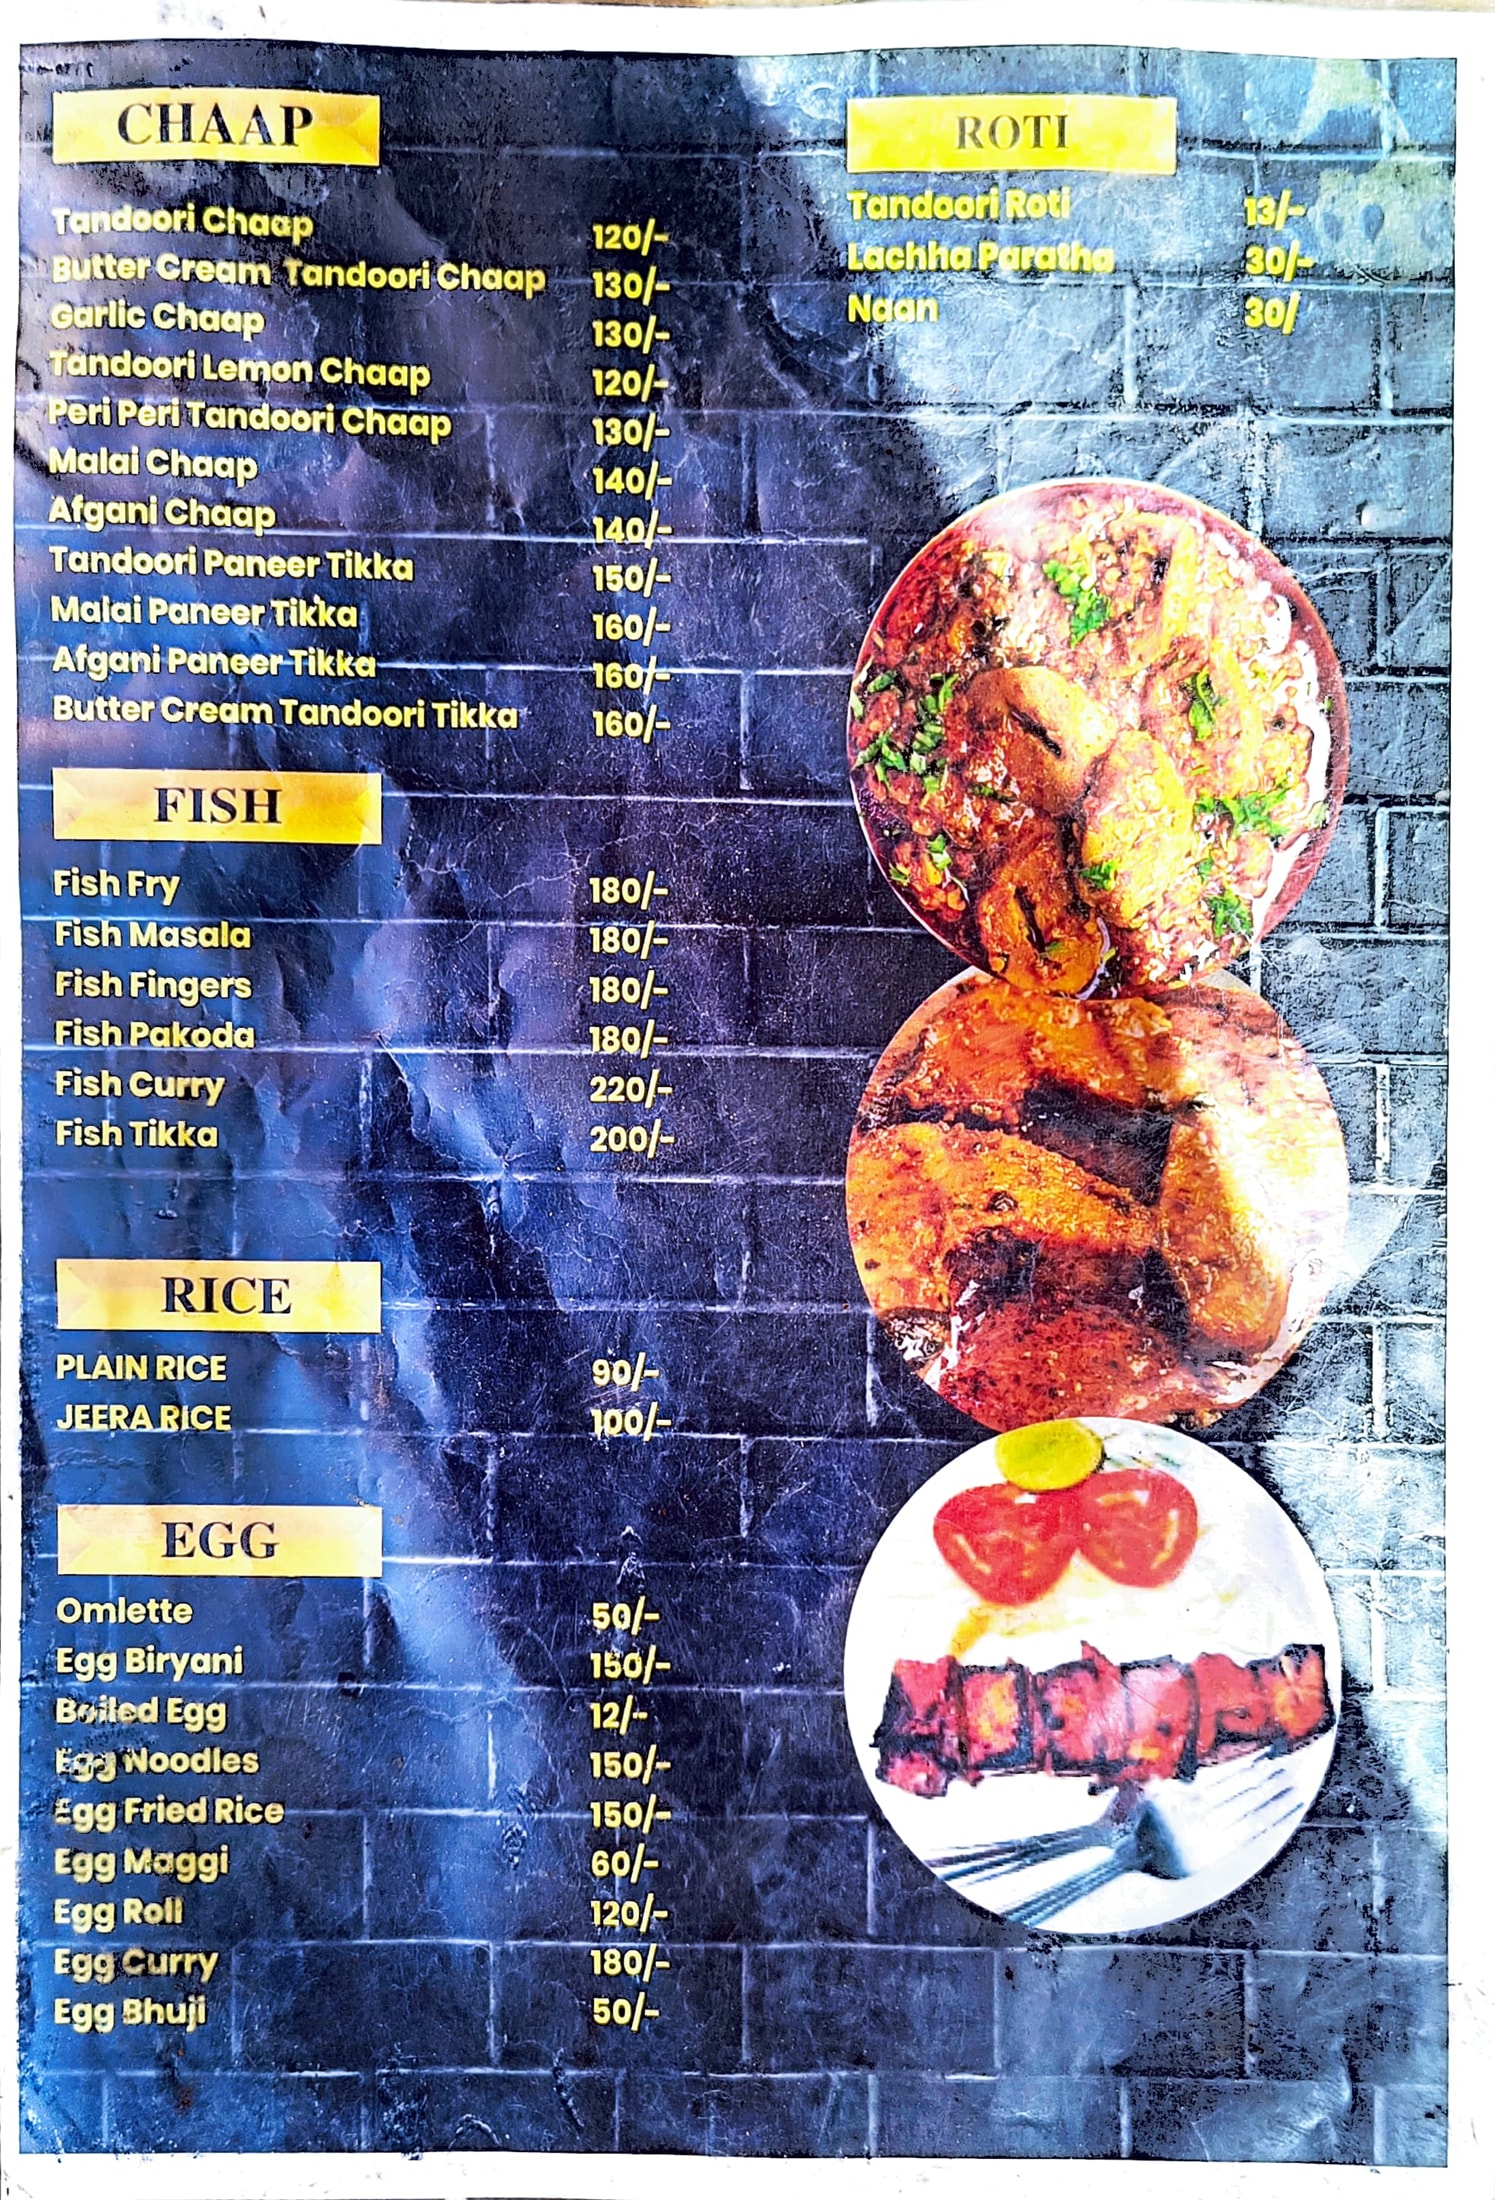 CHAAP
Tandoori Chaap 120/-
Butter Cream Tandoori Chaap 130/-
Garlic Chaap 130/-
Tandoori Lemon Chaap 120/-
Peri Peri Tandoori Chaap 130/-
Malai Chaap 140/-
Afgani Chaap 140/-
Tandoori Paneer Tikka 150/-
Malai Paneer Tikka 160/-
Afgani Paneer Tikka 160/-
Butter Cream Tandoori Tikka 160/-
FISH
Fish Fry 180/-
Fish Masala 180/-
Fish Fingers 180/-
Fish Pakoda 180/-
Fish Curry 220/-
Fish Tikka 200/-
RICE
PLAIN RICE 90/-
JEERA RICE 100/-
EGG
Omlette 50/-
Egg Biryani 150/-
Boiled Egg 12/-
Egg Noodles 150/-
Egg Fried Rice 150/-
Egg Maggi 60/-
Egg Roll 120/-
Egg Curry 180/-
Egg Bhuji 50/-
ROTI
Tandoori Roti 13/-
Lachha Paratha 30/-
Naan 30/